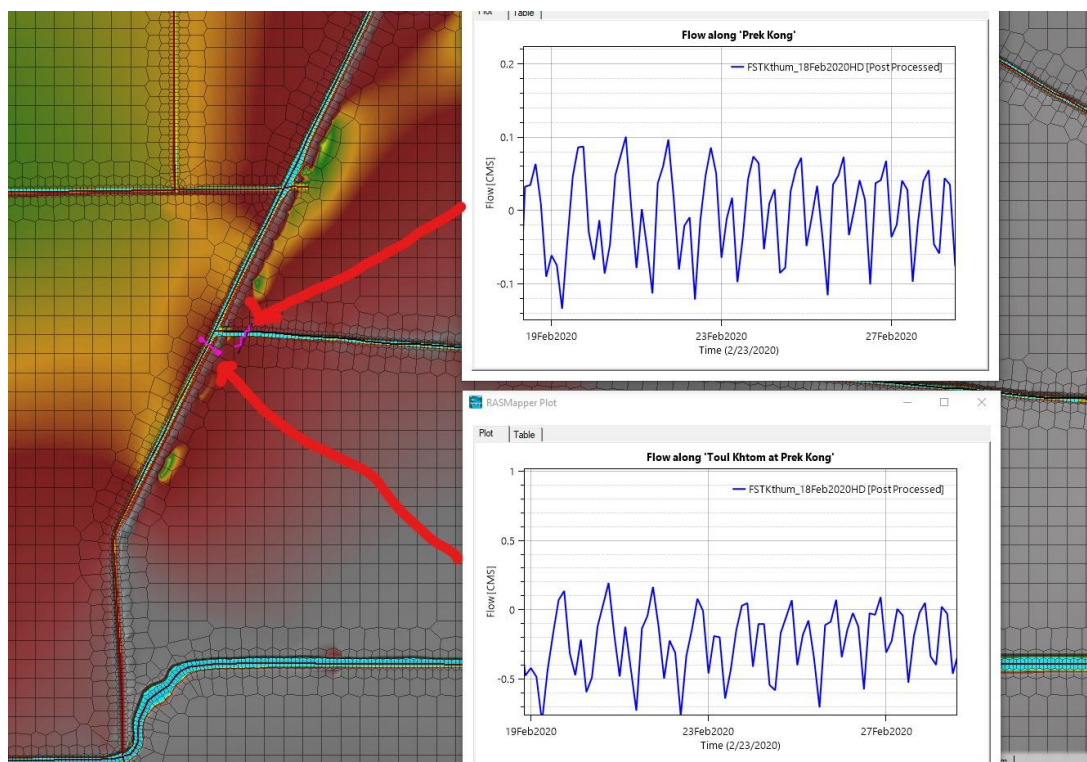 Plot Table
Flow along 'Prek Kong'
FSTKthum_18Feb2020HD [Post Processed]
0.2
0.1
0
-0.1
Flow [CMS]
19Feb2020 23Feb2020 27Feb2020
Time (2/23/2020)
RASMapper Plot
Plot Table
Flow along 'Toul Khtom at Prek Kong'
FSTKthum_18Feb2020HD [Post Processed]
1
0.5
0
-0.5
Flow [CMS]
19Feb2020 23Feb2020 27Feb2020
Time (2/23/2020)